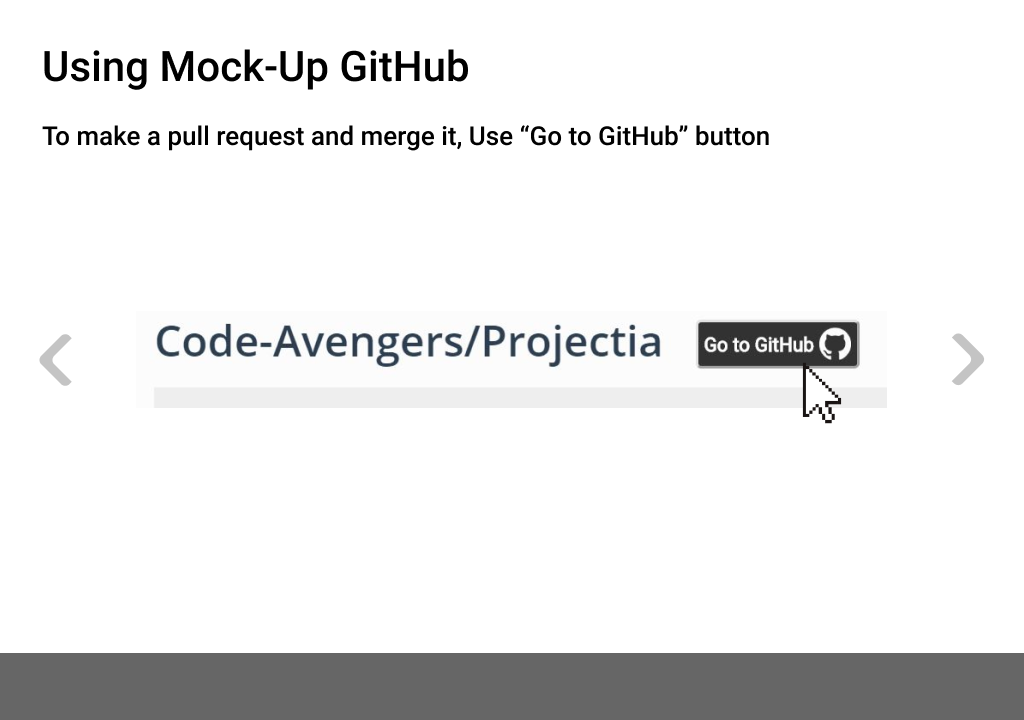 Using Mock-Up GitHub
To make a pull request and merge it, Use “Go to GitHub” button
Code-Avengers/Projectia
Go to GitHub